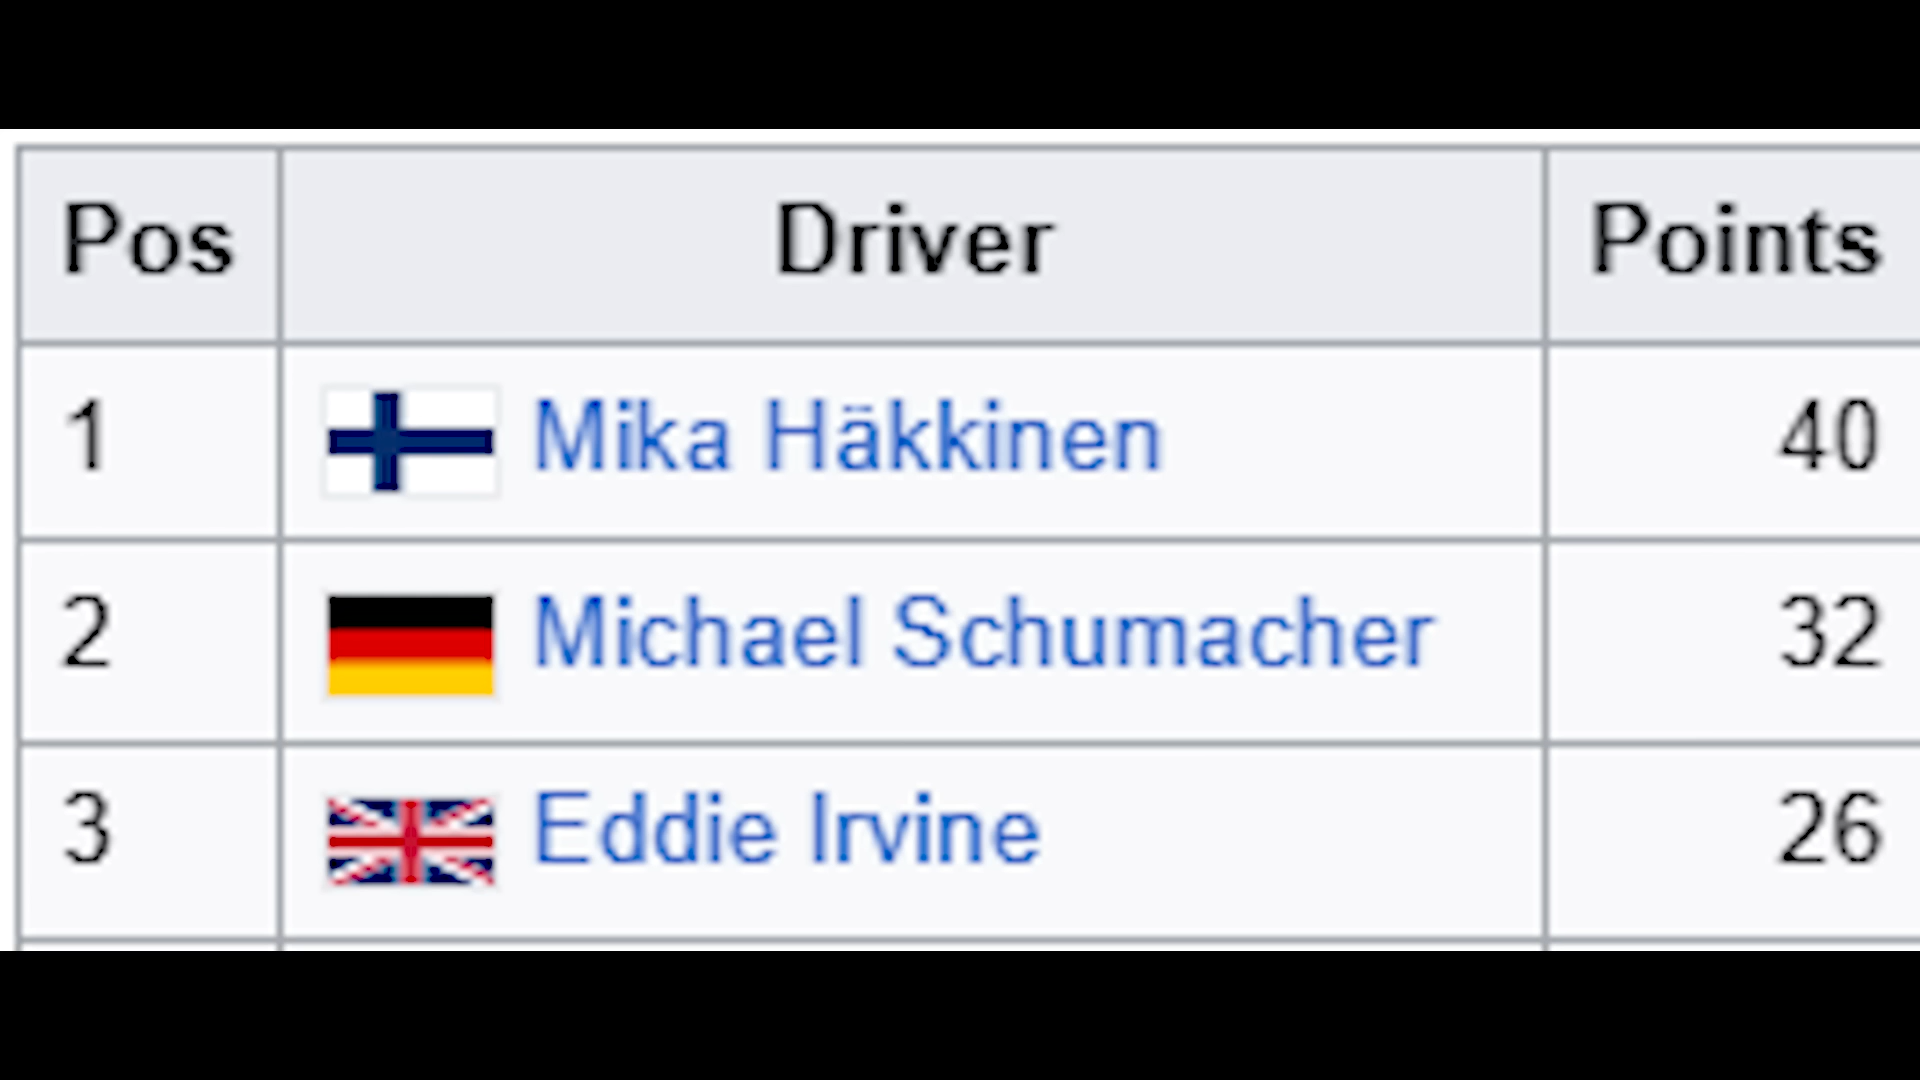 Pos Driver Points
1 Mika Häkkinen 40
2 Michael Schumacher 32
3 Eddie Irvine 26